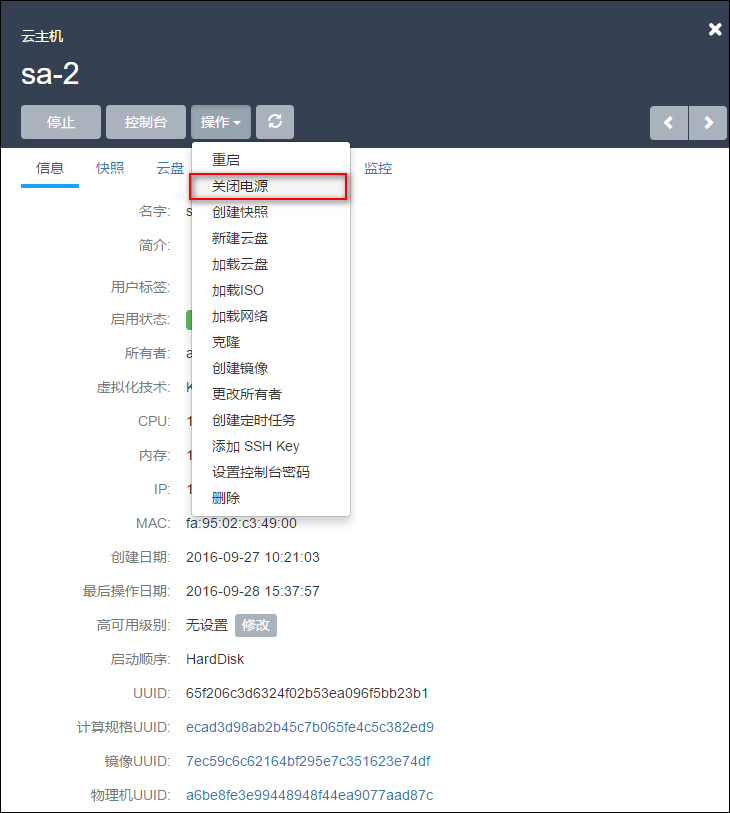 云主机
sa-2
停止 控制台 操作
信息 快照 云盘 监控
重启
关闭电源
创建快照
新建云盘
加载云盘
加载ISO
加载网络
克隆
创建镜像
更改所有者
创建定时任务
添加 SSH Key
设置控制台密码
删除
名字: s
简介:
用户标签:
启用状态:
所有者: a
虚拟化技术: K
CPU: 1
内存: 1
IP: 1
MAC: fa:95:02:c3:49:00
创建日期: 2016-09-27 10:21:03
最后操作日期: 2016-09-28 15:37:57
高可用级别: 无设置 修改
启动顺序: HardDisk
UUID: 65f206c3d6324f02b53ea096f5bb23b1
计算规格UUID: ecad3d98ab2b45c7b065fe4c5c382ed9
镜像UUID: 7ec59c6c62164bf295e7c351623e74df
物理机UUID: a6be8fe3e99448948f44ea9077aad87c